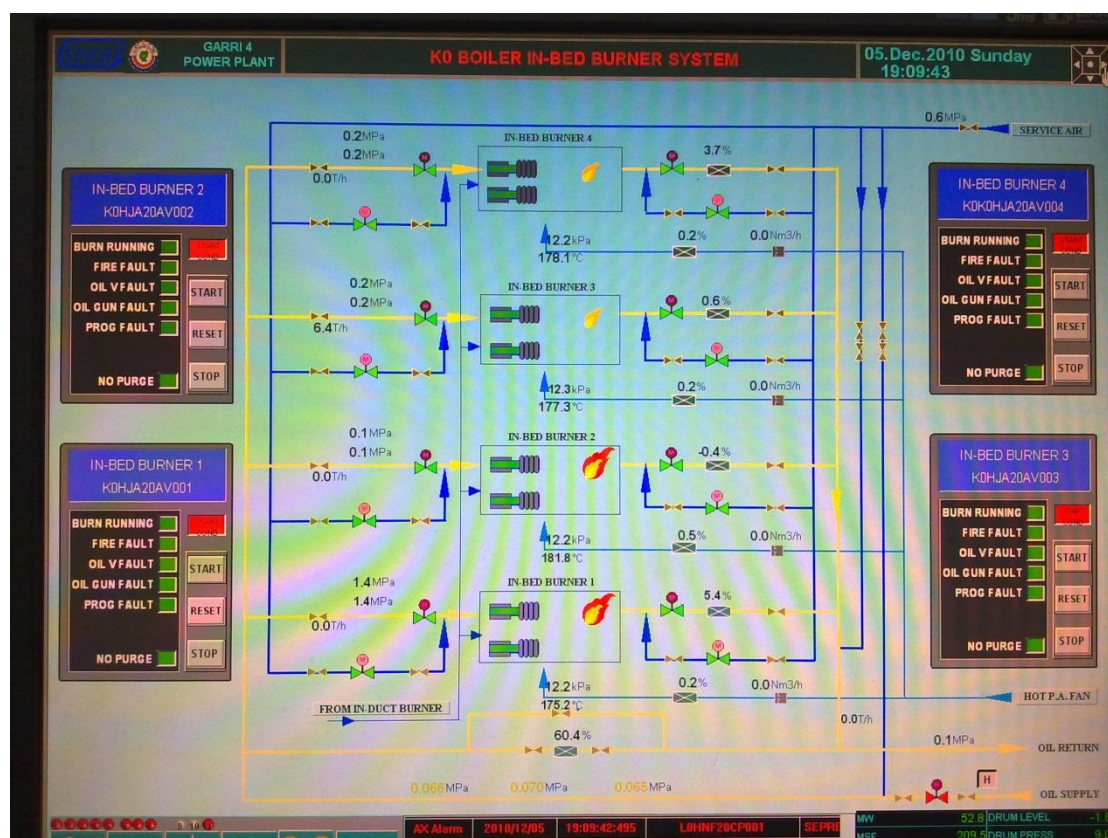 GARRI 4
POWER PLANT
K0 BOILER IN-BED BURNER SYSTEM
05.Dec.2010 Sunday
19:09:43
0.6MPa
SERVICE AIR
IN-BED BURNER 2
K0HJA20AV002
BURN RUNNING
FIRE FAULT
OIL V FAULT
OIL GUN FAULT
PROG FAULT
NO PURGE
START
RESET
STOP
IN-BED BURNER 1
K0HJA20AV001
BURN RUNNING
FIRE FAULT
OIL V FAULT
OIL GUN FAULT
PROG FAULT
NO PURGE
START
RESET
STOP
0.2MPa
0.2MPa
0.0T/h
IN-BED BURNER 4
3.7%
12.2kPa
178.1°C
0.2%
0.0Nm3/h
0.2MPa
0.2MPa
6.4T/h
IN-BED BURNER 3
0.6%
12.3kPa
177.3°C
0.2%
0.0Nm3/h
0.1MPa
0.1MPa
0.0T/h
IN-BED BURNER 2
-0.4%
12.2kPa
181.8°C
0.5%
0.0Nm3/h
1.4MPa
1.4MPa
0.0T/h
IN-BED BURNER 1
5.4%
12.2kPa
175.2°C
0.2%
0.0Nm3/h
IN-BED BURNER 4
K0K0HJA20AV004
BURN RUNNING
FIRE FAULT
OIL V FAULT
OIL GUN FAULT
PROG FAULT
NO PURGE
START
RESET
STOP
IN-BED BURNER 3
K0HJA20AV003
BURN RUNNING
FIRE FAULT
OIL V FAULT
OIL GUN FAULT
PROG FAULT
NO PURGE
START
RESET
STOP
FROM IN-DUCT BURNER
HOT P.A. FAN
0.0T/h
60.4%
0.1MPa
OIL RETURN
0.066MPa
0.070MPa
0.065MPa
H
OIL SUPPLY
AX Alarm
2010/12/05
19:09:42:495
L0HNF20CP001
SEPRE
MW
52.8
DRUM LEVEL
209.5
DRUM PRESS